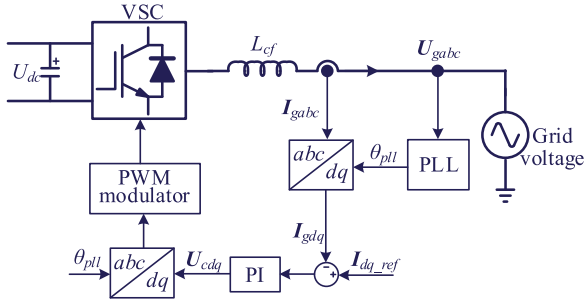 VSC
L_cf
U_gabc
U_dc
+
I_gabc
Grid
voltage
abc
dq
θ_pll
PLL
PWM
modulator
I_gdq
θ_pll
abc
dq
U_cdq
PI
-
+
I_dq_ref